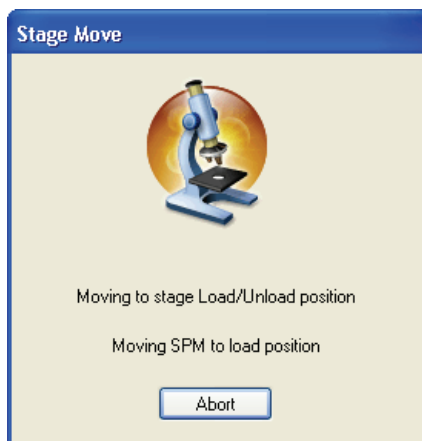 Stage Move
Moving to stage Load/Unload position
Moving SPM to load position
Abort